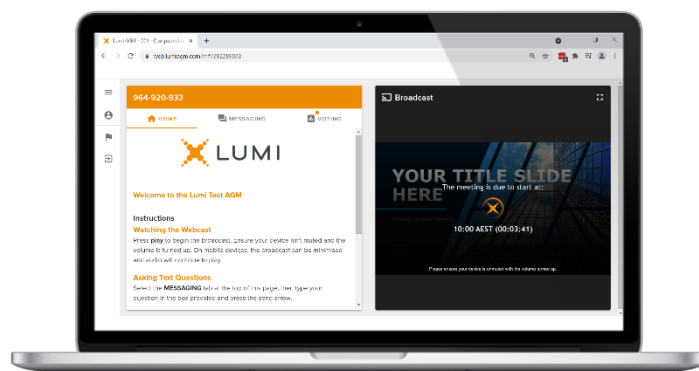 964-920-933
HOME
MESSAGING
VOTING
LUMI
Welcome to the Lumi Test AGM
Instructions
Watching the Webcast
Press play to begin the broadcast. Ensure your device isn't muted and the
volume is turned up. On mobile devices, the broadcast can be minimised
and audio will continue to play.
Asking Text Questions
Select the MESSAGING tab at the top of this page, then type your
question in the box provided and press the send arrow.
Broadcast
YOUR TITLE SLIDE
HERE
The meeting is due to start at:
10:00 AEST (00:03:41)
Please ensure your device is unmuted with the volume turned up.